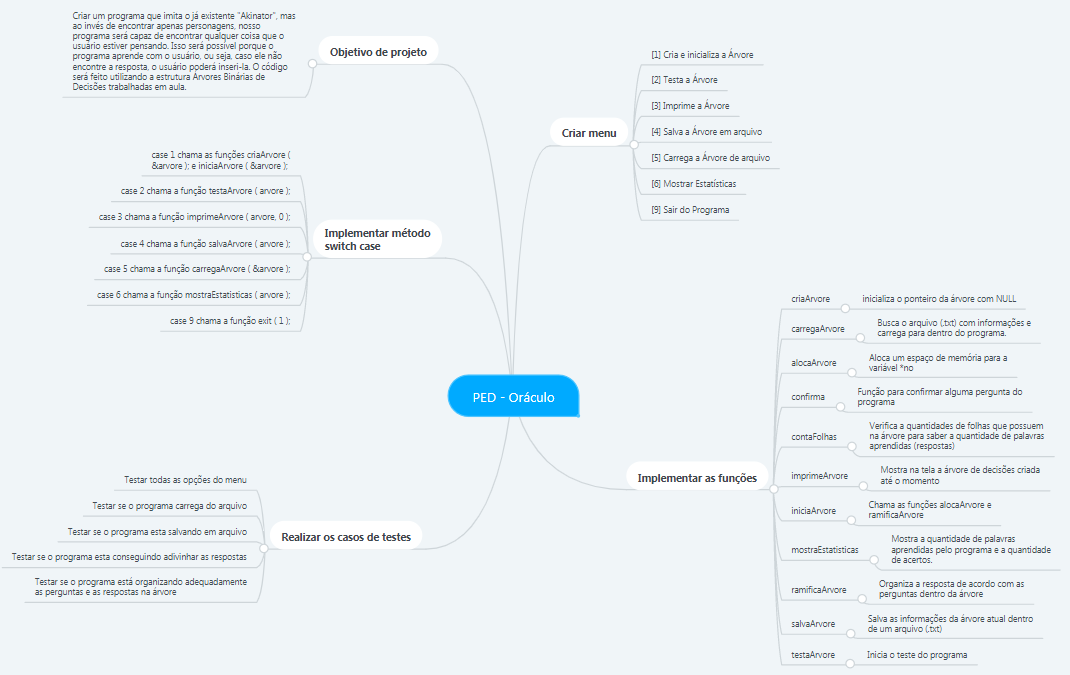 PED - Oráculo
Objetivo de projeto
Criar um programa que imita o já existente "Akinator", mas
ao invés de encontrar apenas personagens, nosso
programa será capaz de encontrar qualquer coisa que o
usuário estiver pensando. Isso será possível porque o
programa aprende com o usuário, ou seja, caso ele não
encontre a resposta, o usuário poderá inseri-la. O código
será feito utilizando a estrutura Árvores Binárias de
Decisões trabalhadas em aula.
Criar menu
[1] Cria e inicializa a Árvore
[2] Testa a Árvore
[3] Imprime a Árvore
[4] Salva a Árvore em arquivo
[5] Carrega a Árvore de arquivo
[6] Mostrar Estatísticas
[9] Sair do Programa
Implementar método
switch case
case 1 chama as funções criaArvore (
&arvore ); e iniciaArvore ( &arvore );
case 2 chama a função testaArvore ( arvore );
case 3 chama a função imprimeArvore ( arvore, 0 );
case 4 chama a função salvaArvore ( arvore );
case 5 chama a função carregaArvore ( &arvore );
case 6 chama a função mostraEstatisticas ( arvore );
case 9 chama a função exit ( 1 );
Implementar as funções
criaArvore
inicializa o ponteiro da árvore com NULL
carregaArvore
Busca o arquivo (.txt) com informações e
carrega para dentro do programa.
alocaArvore
Aloca um espaço de memória para a
variável *no
confirma
Função para confirmar alguma pergunta do
programa
contaFolhas
Verifica a quantidades de folhas que possuem
na árvore para saber a quantidade de palavras
aprendidas (respostas)
imprimeArvore
Mostra na tela a árvore de decisões criada
até o momento
iniciaArvore
Chama as funções alocaArvore e
ramificaArvore
mostraEstatisticas
Mostra a quantidade de palavras
aprendidas pelo programa e a quantidade
de acertos.
ramificaArvore
Organiza a resposta de acordo com as
perguntas dentro da árvore
salvaArvore
Salva as informações da árvore atual dentro
de um arquivo (.txt)
testaArvore
Inicia o teste do programa
Realizar os casos de testes
Testar todas as opções do menu
Testar se o programa carrega do arquivo
Testar se o programa esta salvando em arquivo
Testar se o programa esta conseguindo adivinhar as respostas
Testar se o programa está organizando adequadamente
as perguntas e as respostas na árvore